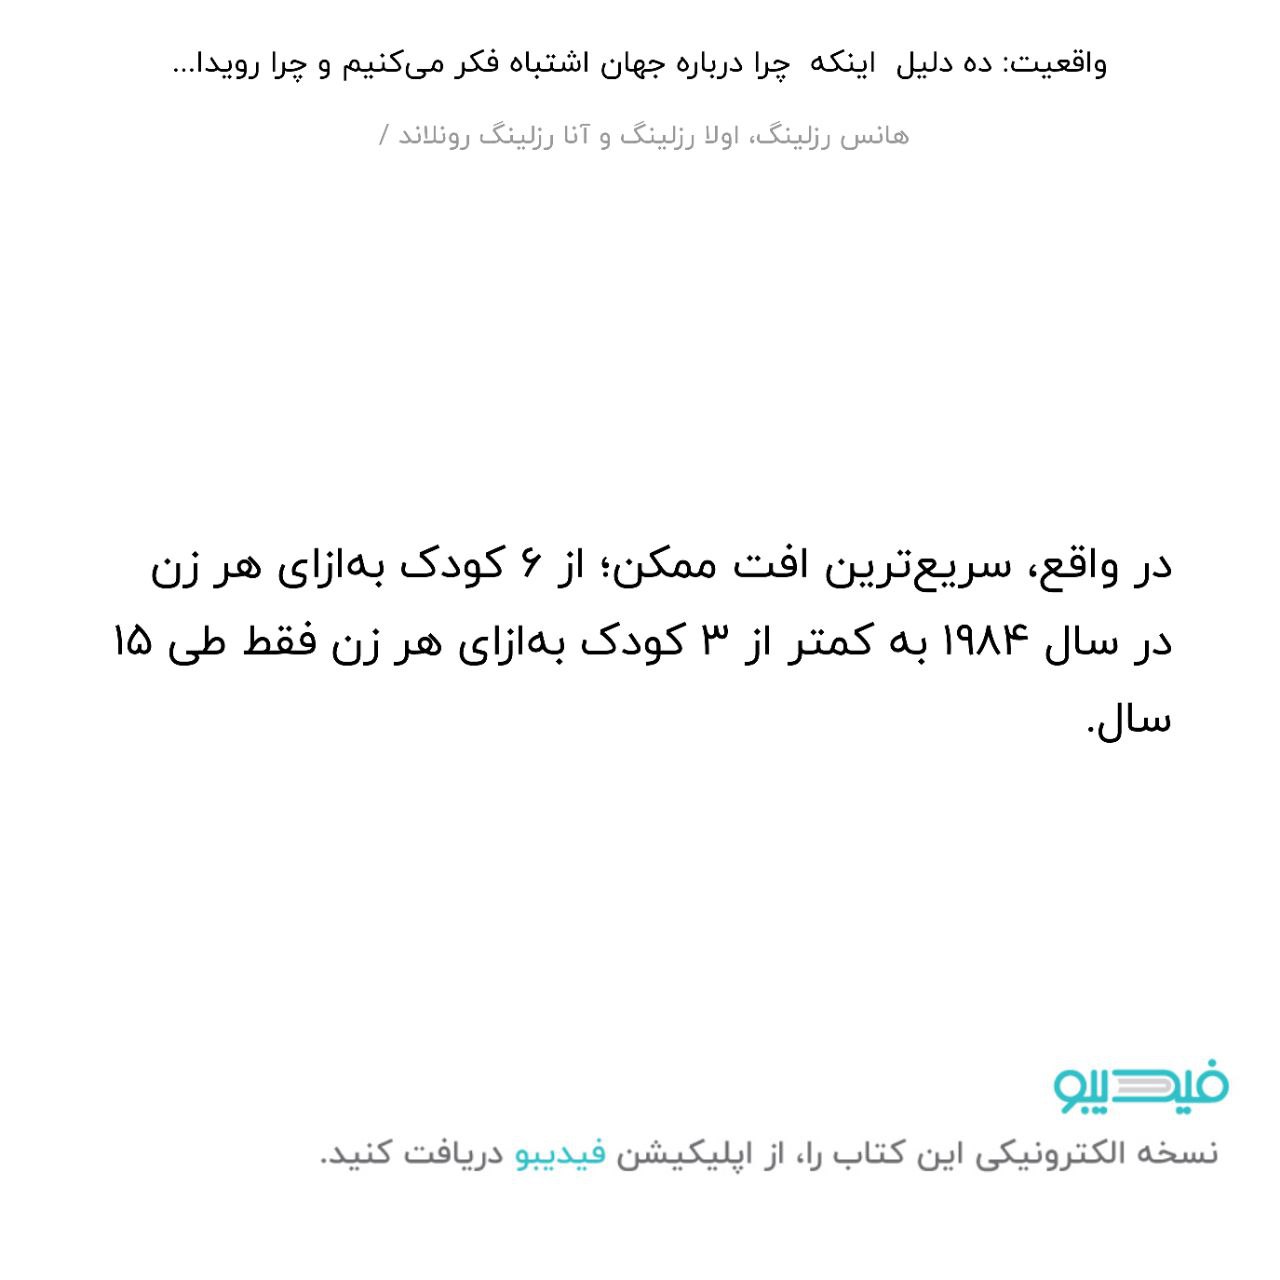 واقعیت: ده دلیل اینکه چرا درباره جهان اشتباه فکر می‌کنیم و چرا رویدا...
هانس رزلینگ، اولا رزلینگ و آنا رزلینگ رونلاند /
در واقع، سریع‌ترین افت ممکن؛ از ۶ کودک به‌ازای هر زن
در سال ۱۹۸۴ به کمتر از ۳ کودک به‌ازای هر زن فقط طی ۱۵
سال.
فیدیبو
نسخه الکترونیکی این کتاب را، از اپلیکیشن فیدیبو دریافت کنید.